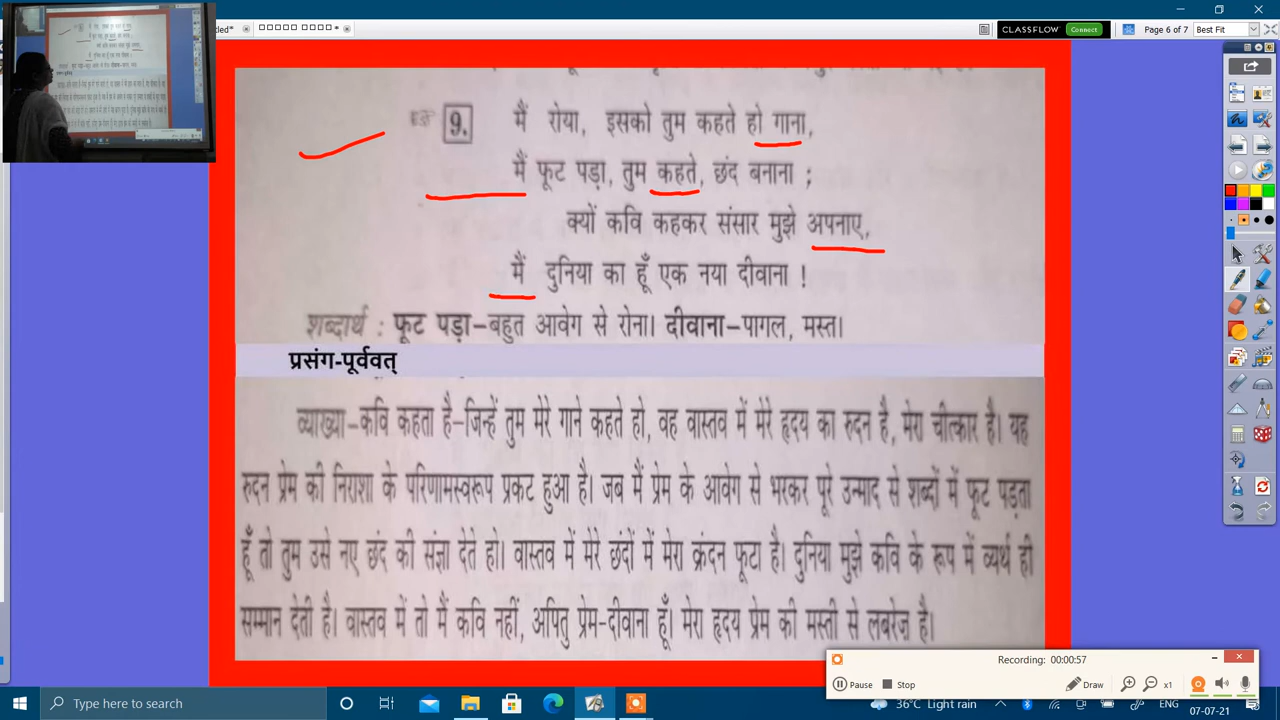 CLASSFLOW Connect
Page 6 of 7
Best Fit
9. मैं रोया, इसको तुम कहते हो गाना,
मैं फूट पड़ा, तुम कहते, छंद बनाना ;
क्यों कवि कहकर संसार मुझे अपनाए,
मैं दुनिया का हूँ एक नया दीवाना !
शब्दार्थ : फूट पड़ा–बहुत आवेग से रोना। दीवाना–पागल, मस्त।
प्रसंग-पूर्ववत्
व्याख्या–कवि कहता है–जिन्हें तुम मेरे गाने कहते हो, वह वास्तव में मेरे हृदय का रुदन है, मेरा चीत्कार है। यह
रुदन प्रेम की निराशा के परिणामस्वरूप प्रकट हुआ है। जब मैं प्रेम के आवेग से भरकर पूरे उन्माद से शब्दों में फूट पड़ता
हूँ तो तुम उसे नए छंद की संज्ञा देते हो। वास्तव में मेरे छंदों में मेरा क्रंदन फूटा है। दुनिया मुझे कवि के रूप में व्यर्थ ही
सम्मान देती है। वास्तव में तो मैं कवि नहीं, अपितु प्रेम-दीवाना हूँ। मेरा हृदय प्रेम की मस्ती से लबरेज़ है।
Recording: 00:00:57
Pause Stop Draw x1
Type here to search
36°C Light rain
ENG
07-07-21